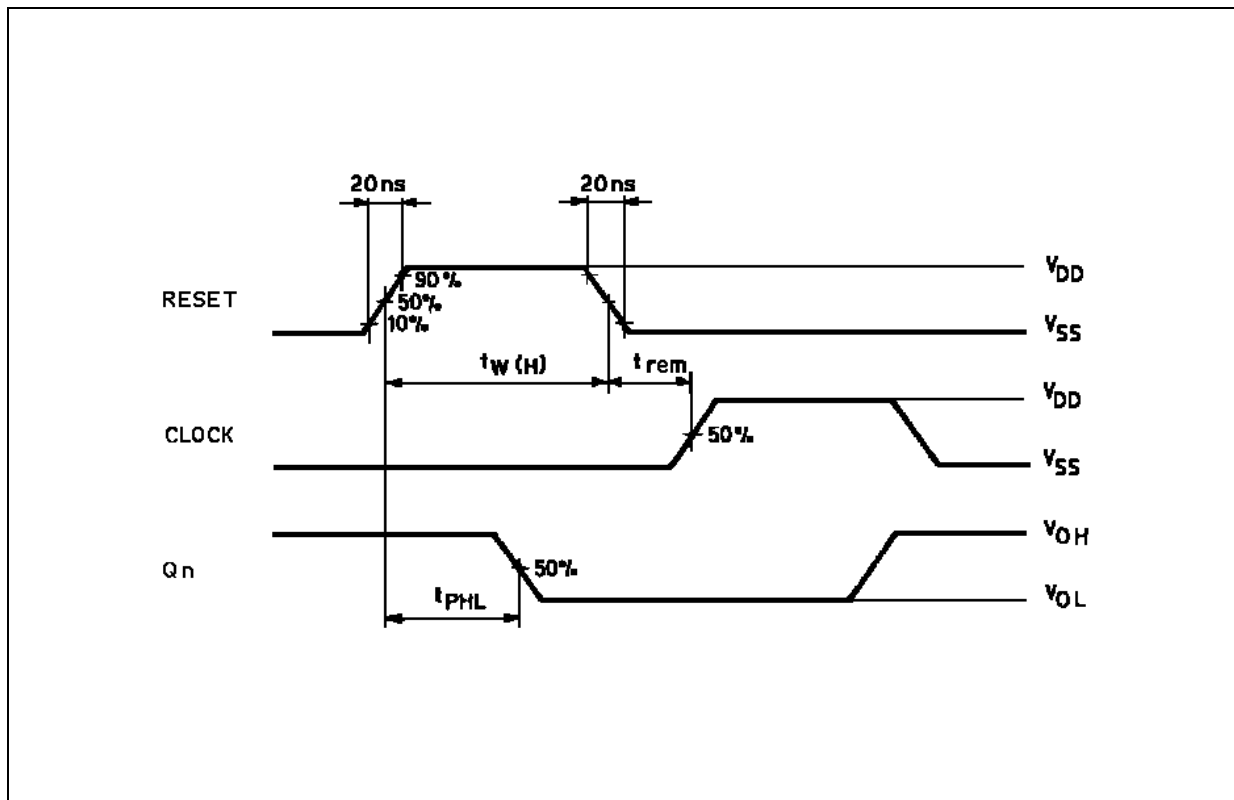 20ns 20ns
90% VDD
RESET 50%
10% VSS
tW(H) trem
VDD
CLOCK 50%
VSS
VOH
Qn 50%
tPHL VOL